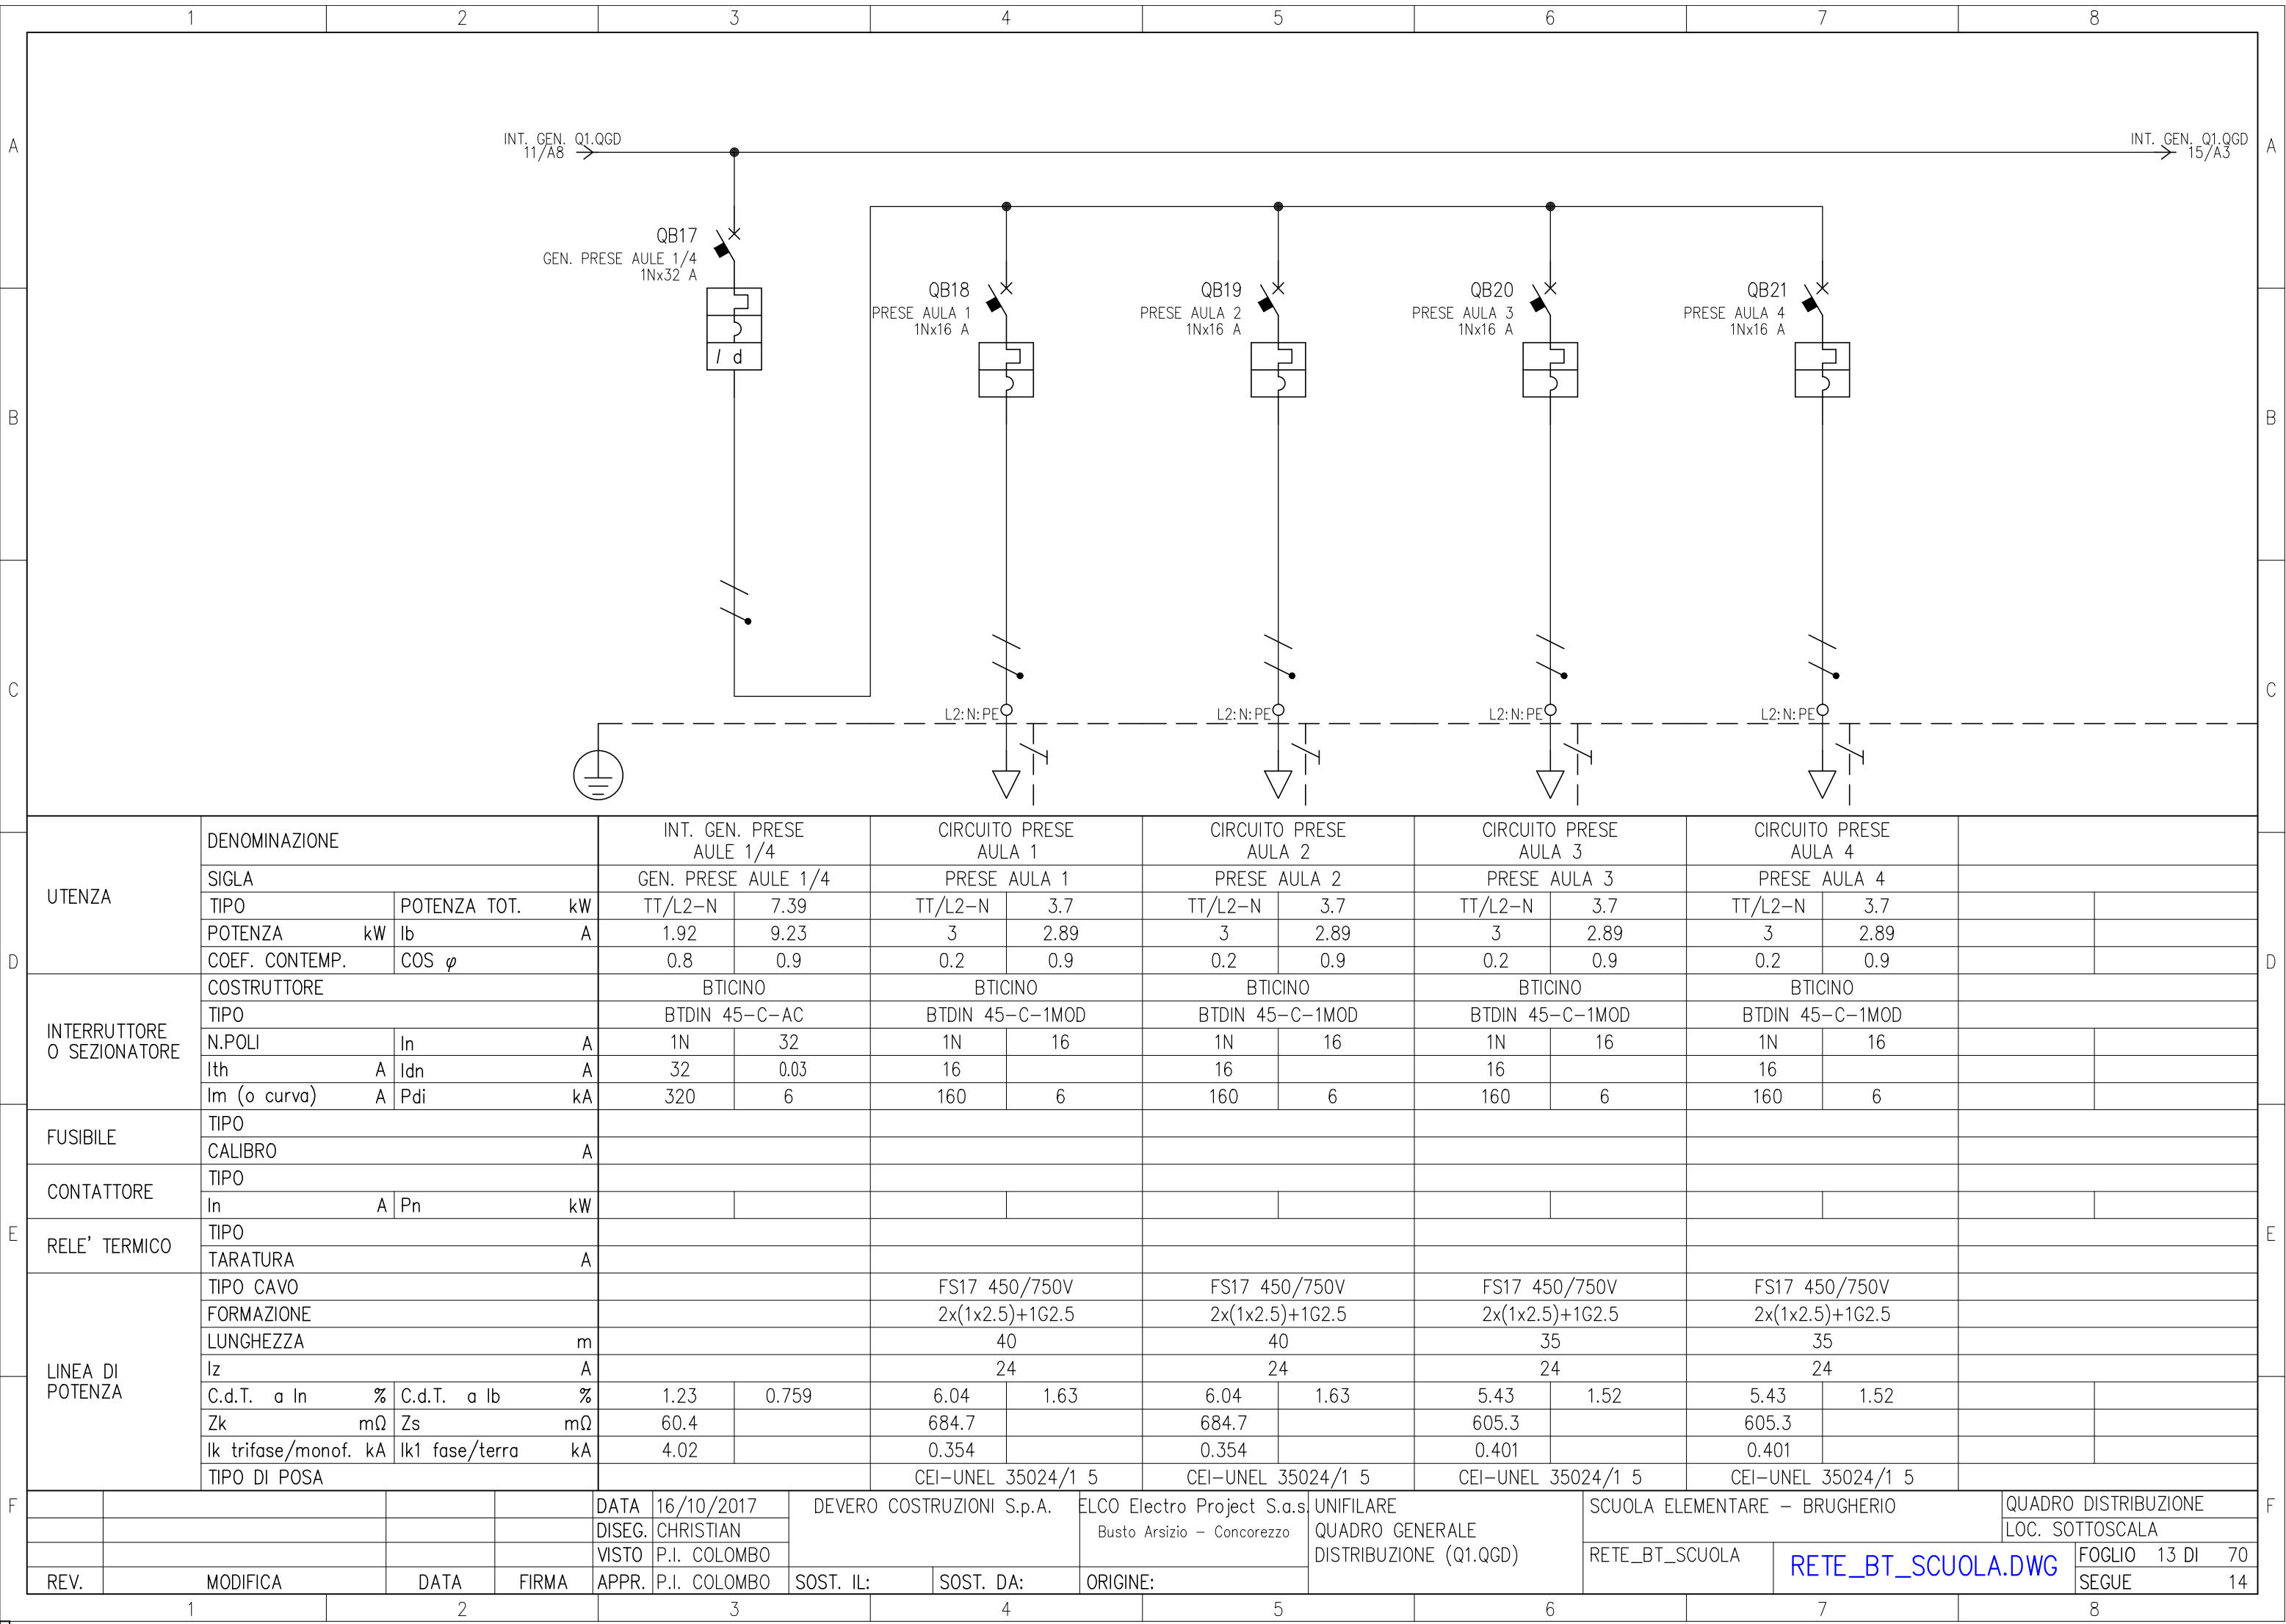 1 2 3 4 5 6 7 8
A A
INT. GEN. Q1.QGD
11/A8
INT. GEN. Q1.QGD
15/A3
QB17
GEN. PRESE AULE 1/4
1Nx32 A
I d
QB18
PRESE AULA 1
1Nx16 A
QB19
PRESE AULA 2
1Nx16 A
QB20
PRESE AULA 3
1Nx16 A
QB21
PRESE AULA 4
1Nx16 A
B B
C C
L2:N:PE L2:N:PE L2:N:PE L2:N:PE
UTENZA
DENOMINAZIONE
INT. GEN. PRESE
AULE 1/4
CIRCUITO PRESE
AULA 1
CIRCUITO PRESE
AULA 2
CIRCUITO PRESE
AULA 3
CIRCUITO PRESE
AULA 4
SIGLA GEN. PRESE AULE 1/4 PRESE AULA 1 PRESE AULA 2 PRESE AULA 3 PRESE AULA 4
TIPO POTENZA TOT. kW TT/L2-N 7.39 TT/L2-N 3.7 TT/L2-N 3.7 TT/L2-N 3.7 TT/L2-N 3.7
POTENZA kW Ib A 1.92 9.23 3 2.89 3 2.89 3 2.89 3 2.89
D D
COEF. CONTEMP. COS φ 0.8 0.9 0.2 0.9 0.2 0.9 0.2 0.9 0.2 0.9
INTERRUTTORE
O SEZIONATORE
COSTRUTTORE BTICINO BTICINO BTICINO BTICINO BTICINO
TIPO BTDIN 45-C-AC BTDIN 45-C-1MOD BTDIN 45-C-1MOD BTDIN 45-C-1MOD BTDIN 45-C-1MOD
N.POLI In A 1N 32 1N 16 1N 16 1N 16 1N 16
Ith A Idn A 32 0.03 16 16 16 16
Im (o curva) A Pdi kA 320 6 160 6 160 6 160 6 160 6
FUSIBILE
TIPO
CALIBRO A
CONTATTORE
TIPO
In A Pn kW
E E
RELE' TERMICO
TIPO
TARATURA A
LINEA DI
POTENZA
TIPO CAVO FS17 450/750V FS17 450/750V FS17 450/750V FS17 450/750V
FORMAZIONE 2x(1x2.5)+1G2.5 2x(1x2.5)+1G2.5 2x(1x2.5)+1G2.5 2x(1x2.5)+1G2.5
LUNGHEZZA m 40 40 35 35
Iz A 24 24 24 24
C.d.T. a In % C.d.T. a Ib % 1.23 0.759 6.04 1.63 6.04 1.63 5.43 1.52 5.43 1.52
Zk mΩ Zs mΩ 60.4 684.7 684.7 605.3 605.3
Ik trifase/monof. kA Ik1 fase/terra kA 4.02 0.354 0.354 0.401 0.401
TIPO DI POSA CEI-UNEL 35024/1 5 CEI-UNEL 35024/1 5 CEI-UNEL 35024/1 5 CEI-UNEL 35024/1 5
F F
REV. MODIFICA DATA FIRMA
DATA 16/10/2017
DISEG. CHRISTIAN
VISTO P.I. COLOMBO
APPR. P.I. COLOMBO
DEVERO COSTRUZIONI S.p.A.
SOST. IL: SOST. DA: ORIGINE:
ELCO Electro Project S.a.s.
Busto Arsizio - Concorezzo
UNIFILARE
QUADRO GENERALE
DISTRIBUZIONE (Q1.QGD)
SCUOLA ELEMENTARE - BRUGHERIO
RETE_BT_SCUOLA
RETE_BT_SCUOLA.DWG
QUADRO DISTRIBUZIONE
LOC. SOTTOSCALA
FOGLIO 13 DI 70
SEGUE 14
1 2 3 4 5 6 7 8